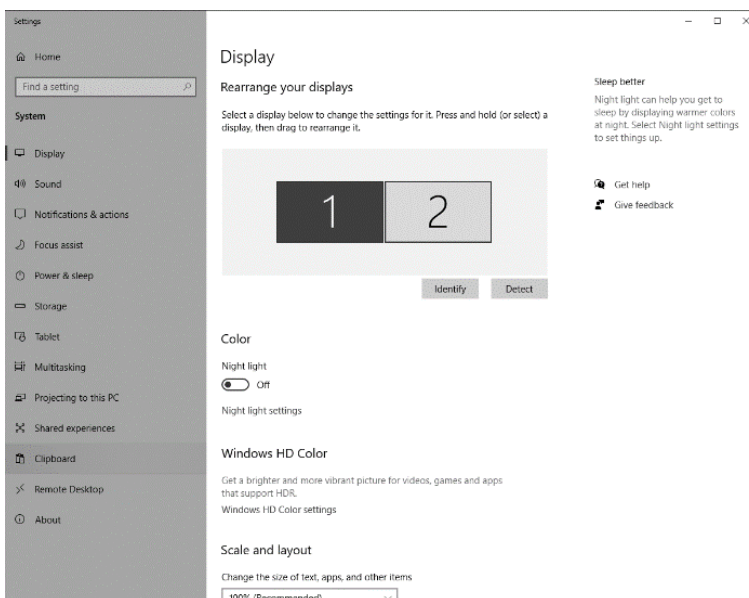 Settings
Home
Find a setting
System
Display
Sound
Notifications & actions
Focus assist
Power & sleep
Storage
Tablet
Multitasking
Projecting to this PC
Shared experiences
Clipboard
Remote Desktop
About
Display
Rearrange your displays
Select a display below to change the settings for it. Press and hold (or select) a
display, then drag to rearrange it.
1 2
Identify Detect
Color
Night light
Off
Night light settings
Windows HD Color
Get a brighter and more vibrant picture for videos, games and apps
that support HDR.
Windows HD Color settings
Scale and layout
Change the size of text, apps, and other items
100% (Recommended)
Sleep better
Night light can help you get to
sleep by displaying warmer colors
at night. Select Night light settings
to set things up.
Get help
Give feedback